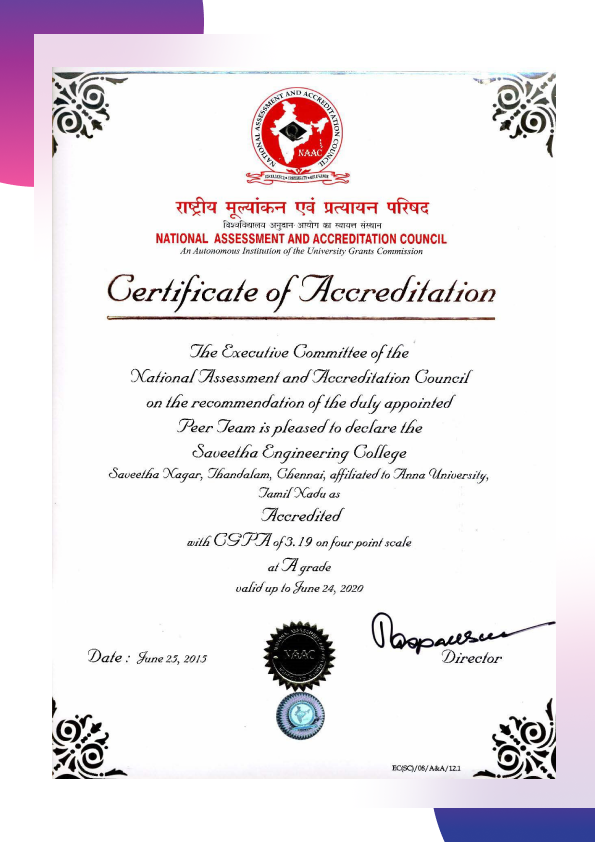 NATIONAL ASSESSMENT AND ACCREDITATION COUNCIL
NAAC
राष्ट्रीय मूल्यांकन एवं प्रत्यायन परिषद
विश्वविद्यालय अनुदान आयोग का स्वायत्त संस्थान
NATIONAL ASSESSMENT AND ACCREDITATION COUNCIL
An Autonomous Institution of the University Grants Commission
Certificate of Accreditation
The Executive Committee of the
National Assessment and Accreditation Council
on the recommendation of the duly appointed
Peer Team is pleased to declare the
Saveetha Engineering College
Saveetha Nagar, Thandalam, Chennai, affiliated to Anna University,
Tamil Nadu as
Accredited
with CGPA of 3.19 on four point scale
at A grade
valid up to June 24, 2020
Date : June 25, 2015
NAAC
Director
EC(SC)/08/A&A/12.1